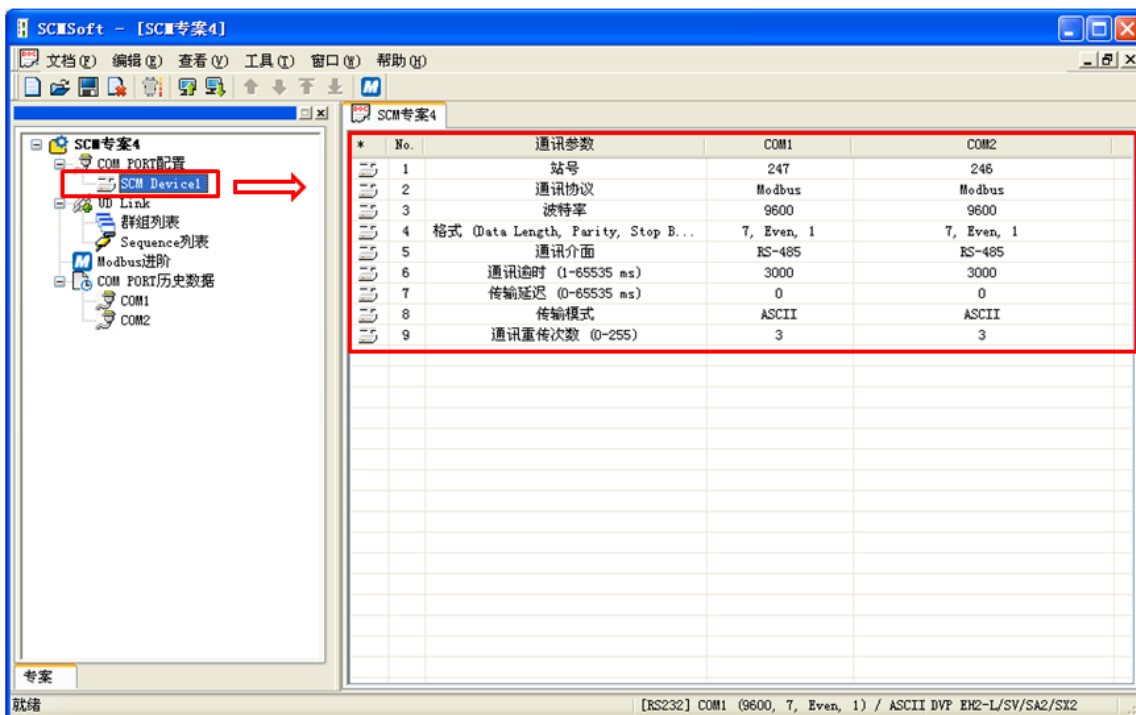 SCMSoft - [SCM专案4]
文档(F) 编辑(E) 查看(V) 工具(T) 窗口(W) 帮助(H)
SCM专案4
COM PORT配置
SCM Device1
UD Link
群组列表
Sequence列表
Modbus进阶
COM PORT历史数据
COM1
COM2
专案
SCM专案4
* No. 通讯参数 COM1 COM2
1 站号 247 246
2 通讯协议 Modbus Modbus
3 波特率 9600 9600
4 格式 (Data Length, Parity, Stop B... 7, Even, 1 7, Even, 1
5 通讯介面 RS-485 RS-485
6 通讯逾时 (1-65535 ms) 3000 3000
7 传输延迟 (0-65535 ms) 0 0
8 传输模式 ASCII ASCII
9 通讯重传次数 (0-255) 3 3
就绪 [RS232] COM1 (9600, 7, Even, 1) / ASCII DVP EH2-L/SV/SA2/SX2